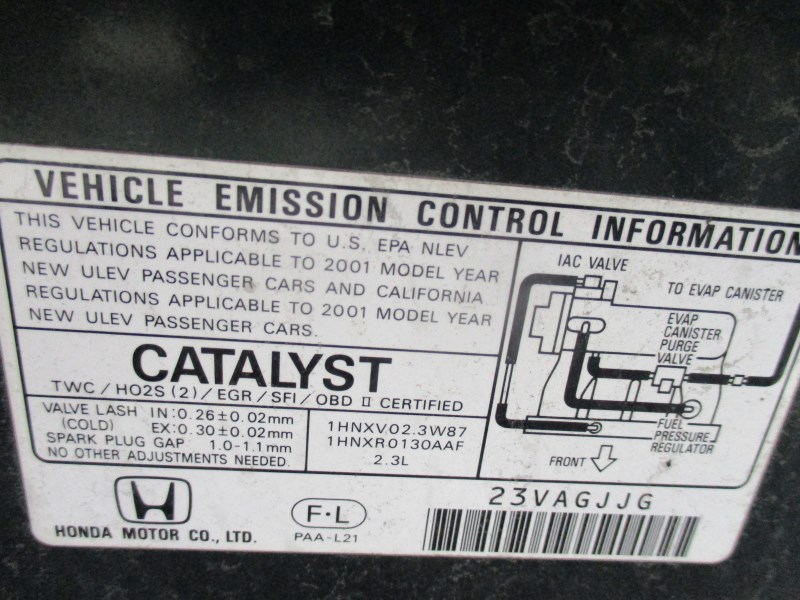 VEHICLE EMISSION CONTROL INFORMATION
THIS VEHICLE CONFORMS TO U.S. EPA NLEV
REGULATIONS APPLICABLE TO 2001 MODEL YEAR
NEW ULEV PASSENGER CARS AND CALIFORNIA
REGULATIONS APPLICABLE TO 2001 MODEL YEAR
NEW ULEV PASSENGER CARS.
CATALYST
TWC/HO2S(2)/EGR/SFI/OBD II CERTIFIED
VALVE LASH IN:0.26±0.02mm
(COLD) EX:0.30±0.02mm
SPARK PLUG GAP 1.0-1.1mm
NO OTHER ADJUSTMENTS NEEDED.
1HNXV02.3W87
1HNXR0130AAF
2.3L
IAC VALVE
TO EVAP CANISTER
EVAP
CANISTER
PURGE
VALVE
FUEL
PRESSURE
REGULATOR
FRONT
HONDA MOTOR CO., LTD.
F·L
PAA-L21
23VAGJJG